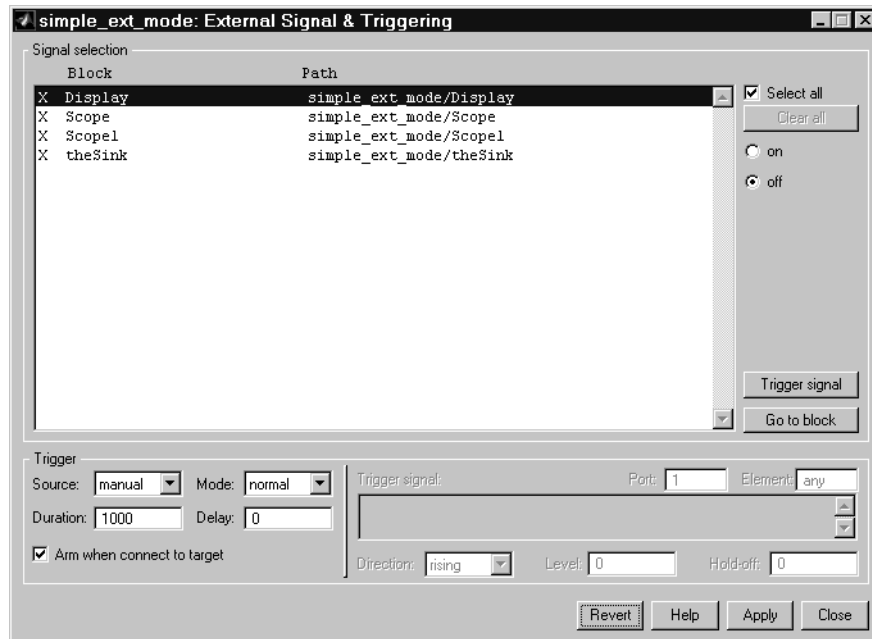 simple_ext_mode: External Signal & Triggering
Signal selection
Block Path
X Display simple_ext_mode/Display
X Scope simple_ext_mode/Scope
X Scope1 simple_ext_mode/Scope1
X theSink simple_ext_mode/theSink
Select all
Clear all
on
off
Trigger signal
Go to block
Trigger
Source: manual Mode: normal
Duration: 1000 Delay: 0
Arm when connect to target
Trigger signal: Port: 1 Element: any
Direction: rising Level: 0 Hold-off: 0
Revert Help Apply Close